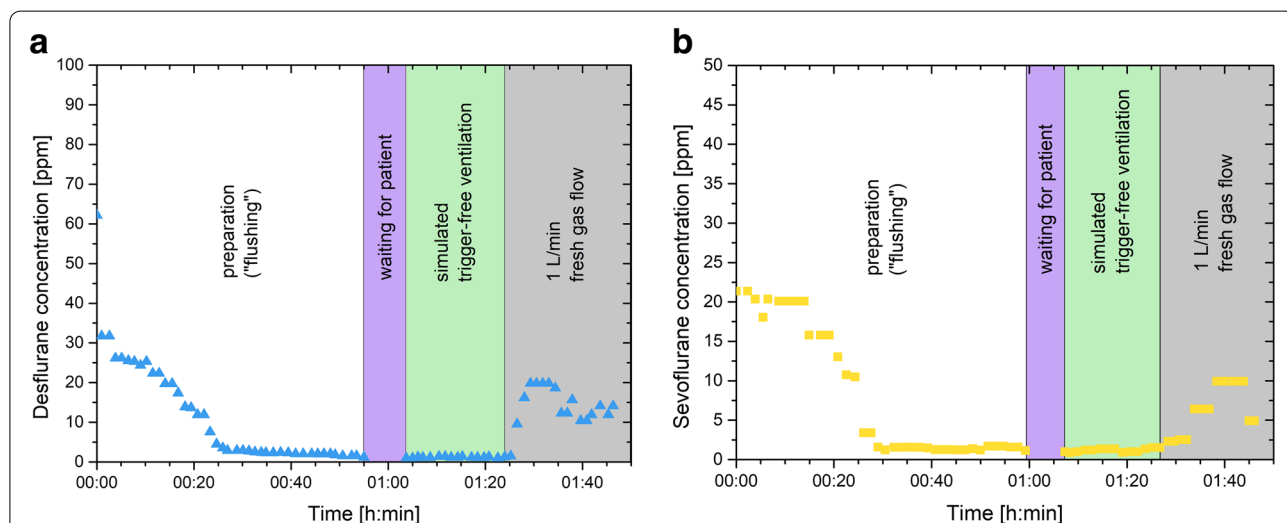 a
Desflurane concentration [ppm]
100
90
80
70
60
50
40
30
20
10
0
preparation
("flushing")
waiting for patient
simulated
trigger-free ventilation
1 L/min
fresh gas flow
00:00
00:20
00:40
01:00
01:20
01:40
Time [h:min]
b
Sevoflurane concentration [ppm]
50
45
40
35
30
25
20
15
10
5
0
preparation
("flushing")
waiting for patient
simulated
trigger-free ventilation
1 L/min
fresh gas flow
00:00
00:20
00:40
01:00
01:20
01:40
Time [h:min]